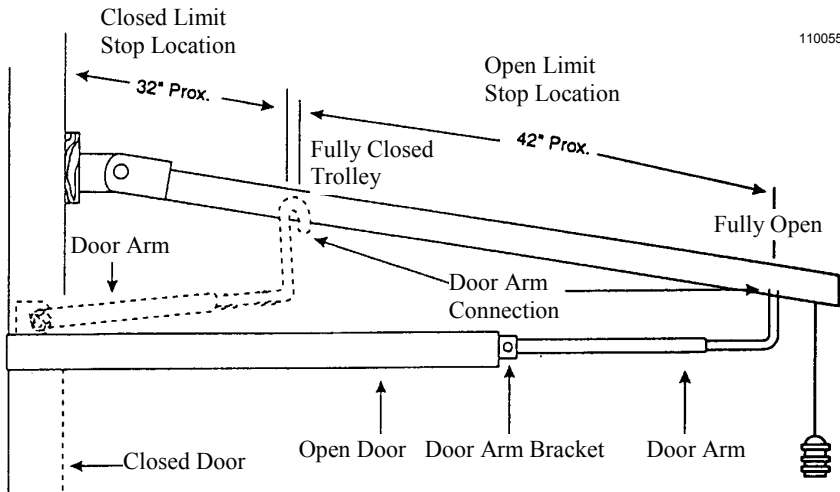 Closed Limit
Stop Location
110055
32" Prox.
Open Limit
Stop Location
42" Prox.
Fully Closed
Trolley
Fully Open
Door Arm
Door Arm
Connection
Open Door
Door Arm Bracket
Door Arm
Closed Door